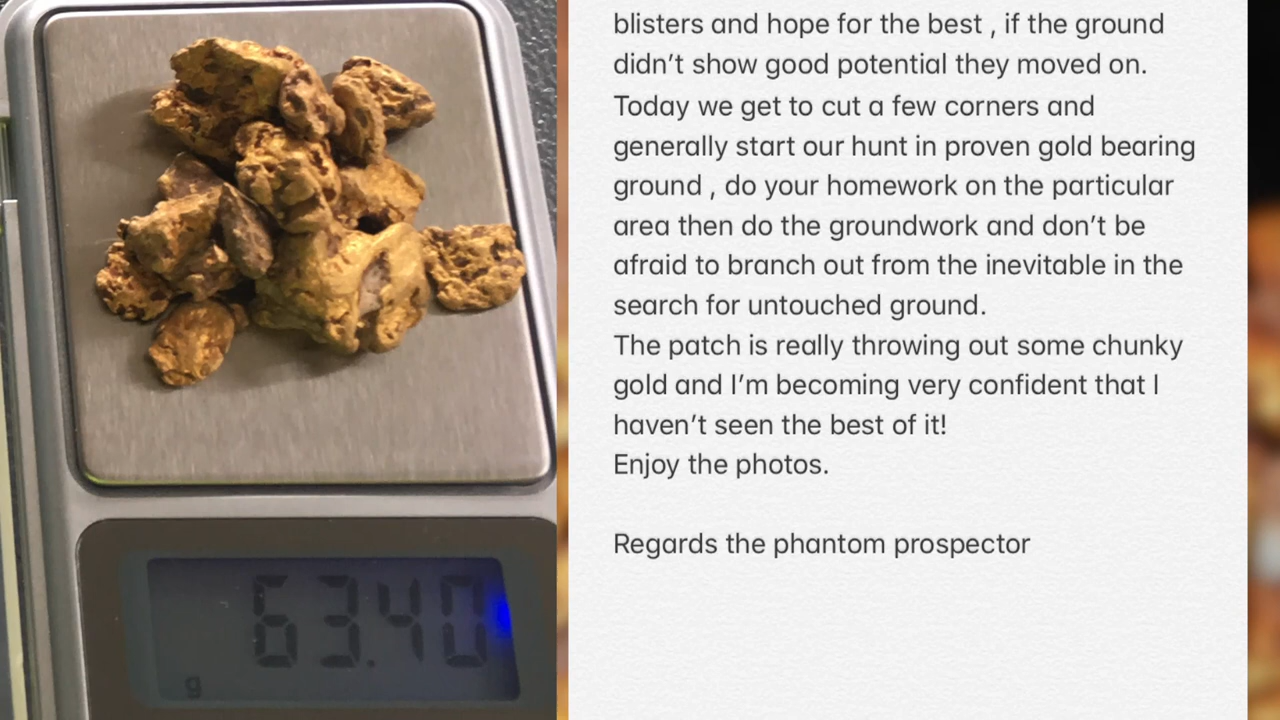 63.40
g
blisters and hope for the best , if the ground
didn’t show good potential they moved on.
Today we get to cut a few corners and
generally start our hunt in proven gold bearing
ground , do your homework on the particular
area then do the groundwork and don’t be
afraid to branch out from the inevitable in the
search for untouched ground.
The patch is really throwing out some chunky
gold and I’m becoming very confident that I
haven’t seen the best of it!
Enjoy the photos.
Regards the phantom prospector